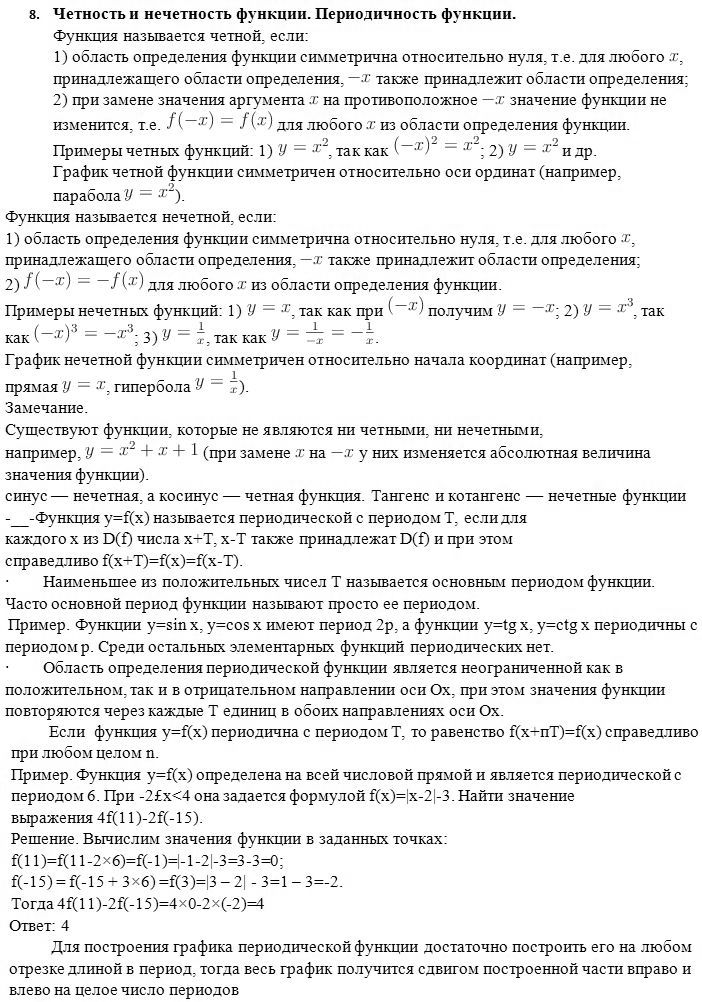 8. Четность и нечетность функции. Периодичность функции.
Функция называется четной, если:
1) область определения функции симметрична относительно нуля, т.е. для любого x,
принадлежащего области определения, −x также принадлежит области определения;
2) при замене значения аргумента x на противоположное −x значение функции не
изменится, т.е. f(−x) = f(x) для любого x из области определения функции.
Примеры четных функций: 1) y = x², так как (−x)² = x²; 2) y = x² и др.
График четной функции симметричен относительно оси ординат (например,
парабола y = x²).
Функция называется нечетной, если:
1) область определения функции симметрична относительно нуля, т.е. для любого x,
принадлежащего области определения, −x также принадлежит области определения;
2) f(−x) = −f(x) для любого x из области определения функции.
Примеры нечетных функций: 1) y = x, так как при (−x) получим y = −x; 2) y = x³, так
как (−x)³ = −x³; 3) y = 1/x, так как y = 1/−x = −1/x.
График нечетной функции симметричен относительно начала координат (например,
прямая y = x, гипербола y = 1/x).
Замечание.
Существуют функции, которые не являются ни четными, ни нечетными,
например, y = x² + x + 1 (при замене x на −x у них изменяется абсолютная величина
значения функции).
синус — нечетная, а косинус — четная функция. Тангенс и котангенс — нечетные функции
-__-Функция y=f(x) называется периодической с периодом T, если для
каждого x из D(f) числа x+T, x-T также принадлежат D(f) и при этом
справедливо f(x+T)=f(x)=f(x-T).
· Наименьшее из положительных чисел T называется основным периодом функции.
Часто основной период функции называют просто ее периодом.
Пример. Функции y=sin x, y=cos x имеют период 2p, а функции y=tg x, y=ctg x периодичны с
периодом p. Среди остальных элементарных функций периодических нет.
· Область определения периодической функции является неограниченной как в
положительном, так и в отрицательном направлении оси Ox, при этом значения функции
повторяются через каждые T единиц в обоих направлениях оси Ox.
Если функция y=f(x) периодична с периодом T, то равенство f(x+пT)=f(x) справедливо
при любом целом n.
Пример. Функция y=f(x) определена на всей числовой прямой и является периодической с
периодом 6. При -2£x<4 она задается формулой f(x)=|x-2|-3. Найти значение
выражения 4f(11)-2f(-15).
Решение. Вычислим значения функции в заданных точках:
f(11)=f(11-2×6)=f(-1)=|-1-2|-3=3-3=0;
f(-15) = f(-15 + 3×6) =f(3)=|3 – 2| - 3=1 – 3=-2.
Тогда 4f(11)-2f(-15)=4×0-2×(-2)=4
Ответ: 4
Для построения графика периодической функции достаточно построить его на любом
отрезке длиной в период, тогда весь график получится сдвигом построенной части вправо и
влево на целое число периодов